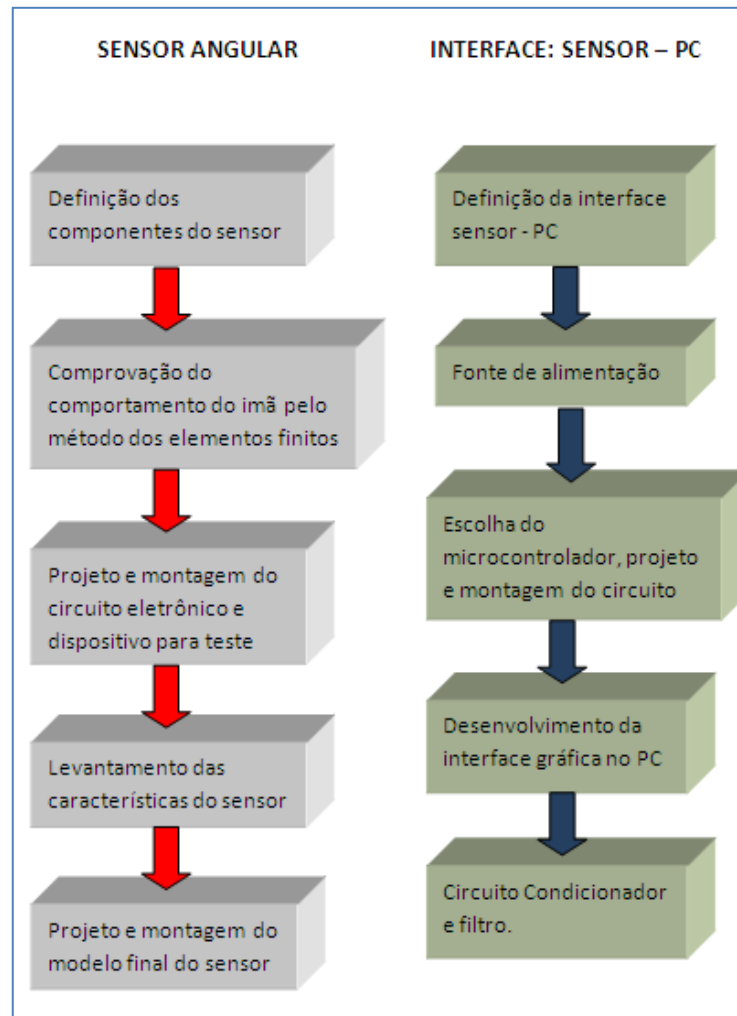 SENSOR ANGULAR
Definição dos
componentes do sensor
Comprovação do
comportamento do imã pelo
método dos elementos finitos
Projeto e montagem do
circuito eletrônico e
dispositivo para teste
Levantamento das
características do sensor
Projeto e montagem do
modelo final do sensor
INTERFACE: SENSOR – PC
Definição da interface
sensor - PC
Fonte de alimentação
Escolha do
microcontrolador, projeto
e montagem do circuito
Desenvolvimento da
interface gráfica no PC
Circuito Condicionador
e filtro.